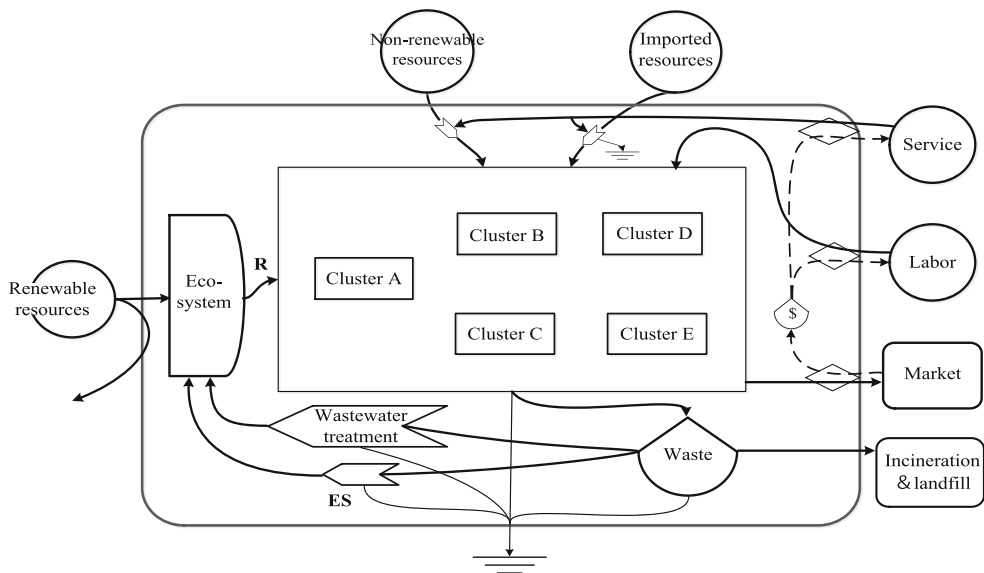 Non-renewable
resources
Imported
resources
Service
Cluster B
Cluster D
Labor
R
Eco-
system
Cluster A
Renewable
resources
$
Cluster C
Cluster E
Market
Wastewater
treatment
Waste
Incineration
& landfill
ES